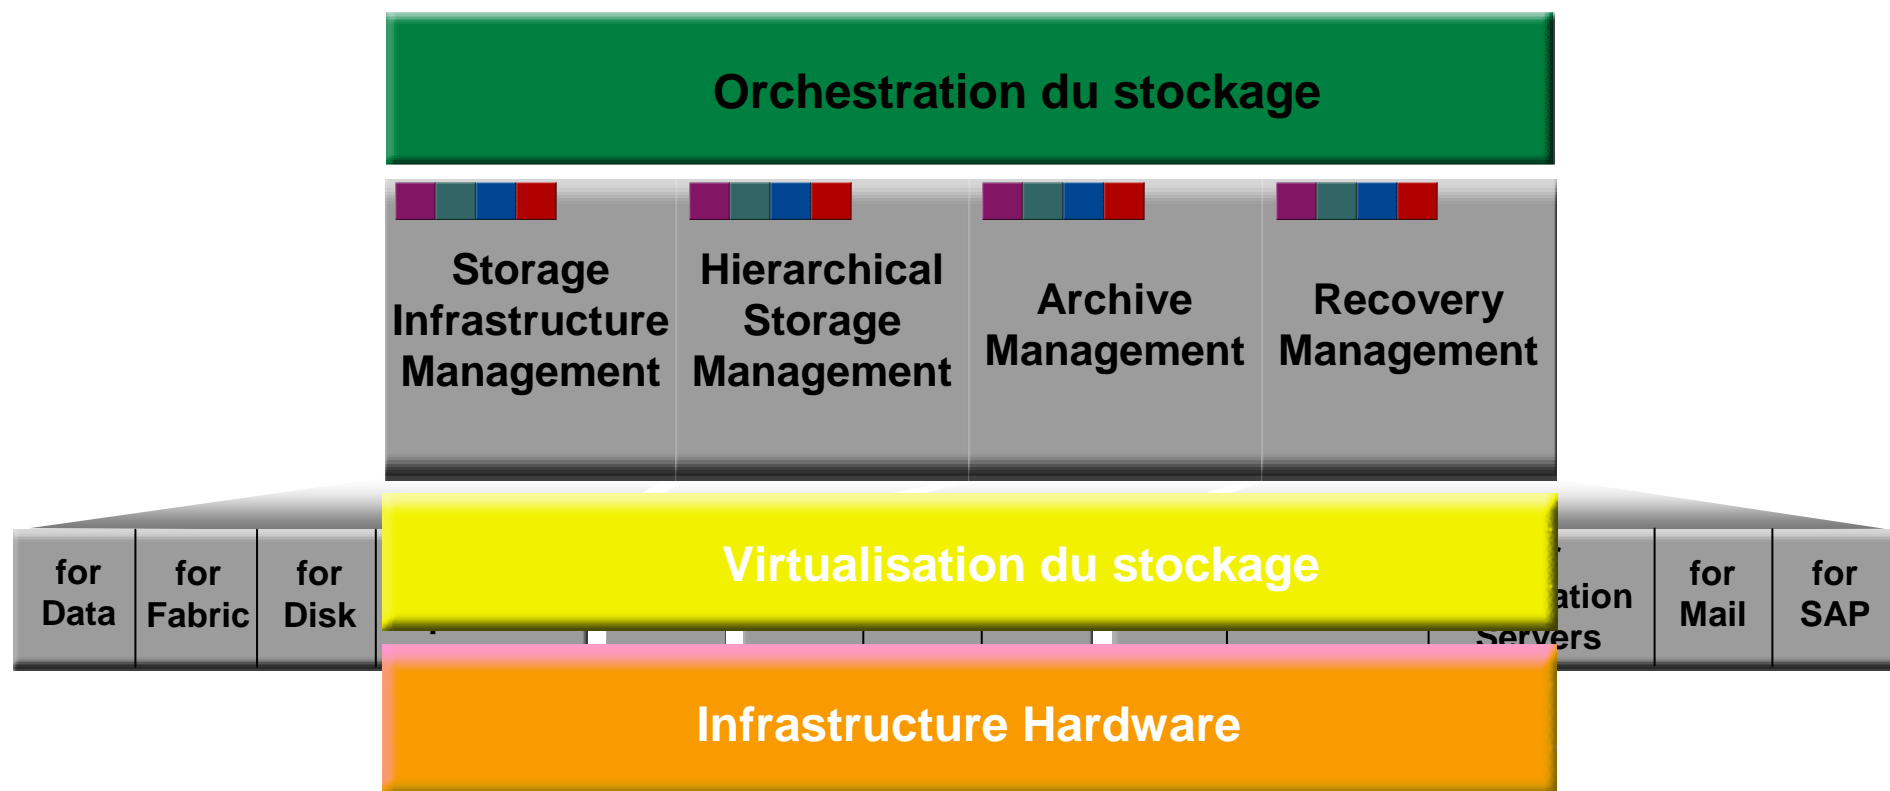 Orchestration du stockage
Storage
Infrastructure
Management
Hierarchical
Storage
Management
Archive
Management
Recovery
Management
Virtualisation du stockage
for
Data
for
Fabric
for
Disk
Servers
for
Mail
for
SAP
Infrastructure Hardware